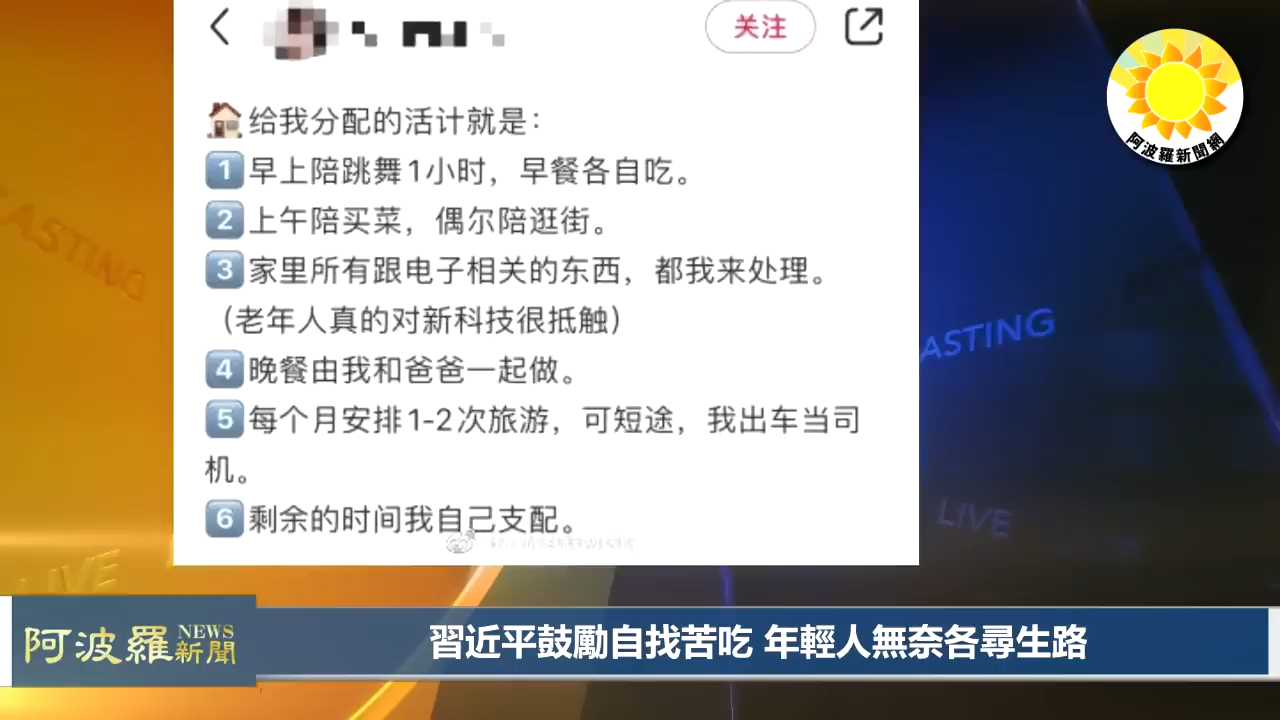 关注
给我分配的活计就是：
1 早上陪跳舞1小时，早餐各自吃。
2 上午陪买菜，偶尔陪逛街。
3 家里所有跟电子相关的东西，都我来处理。
（老年人真的对新科技很抵触）
4 晚餐由我和爸爸一起做。
5 每个月安排1-2次旅游，可短途，我出车当司
机。
6 剩余的时间我自己支配。
阿波羅新聞網
CASTING
ASTING
LIVE
LIVE
阿波羅 NEWS 新聞
習近平鼓勵自找苦吃 年輕人無奈各尋生路